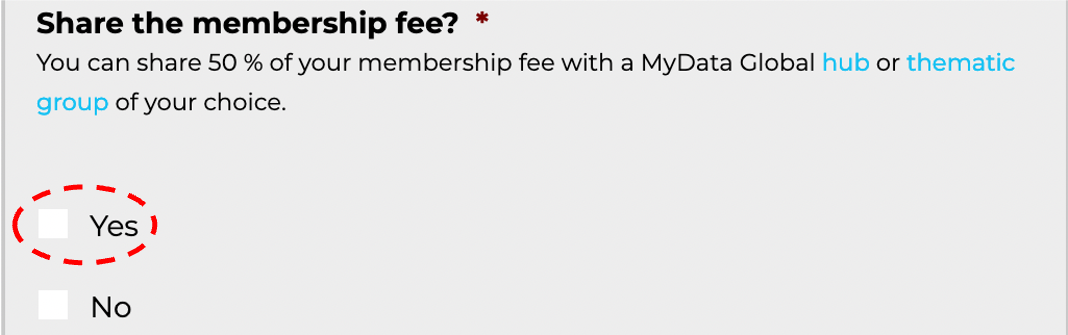 Share the membership fee? *
You can share 50 % of your membership fee with a MyData Global hub or thematic
group of your choice.
Yes
No